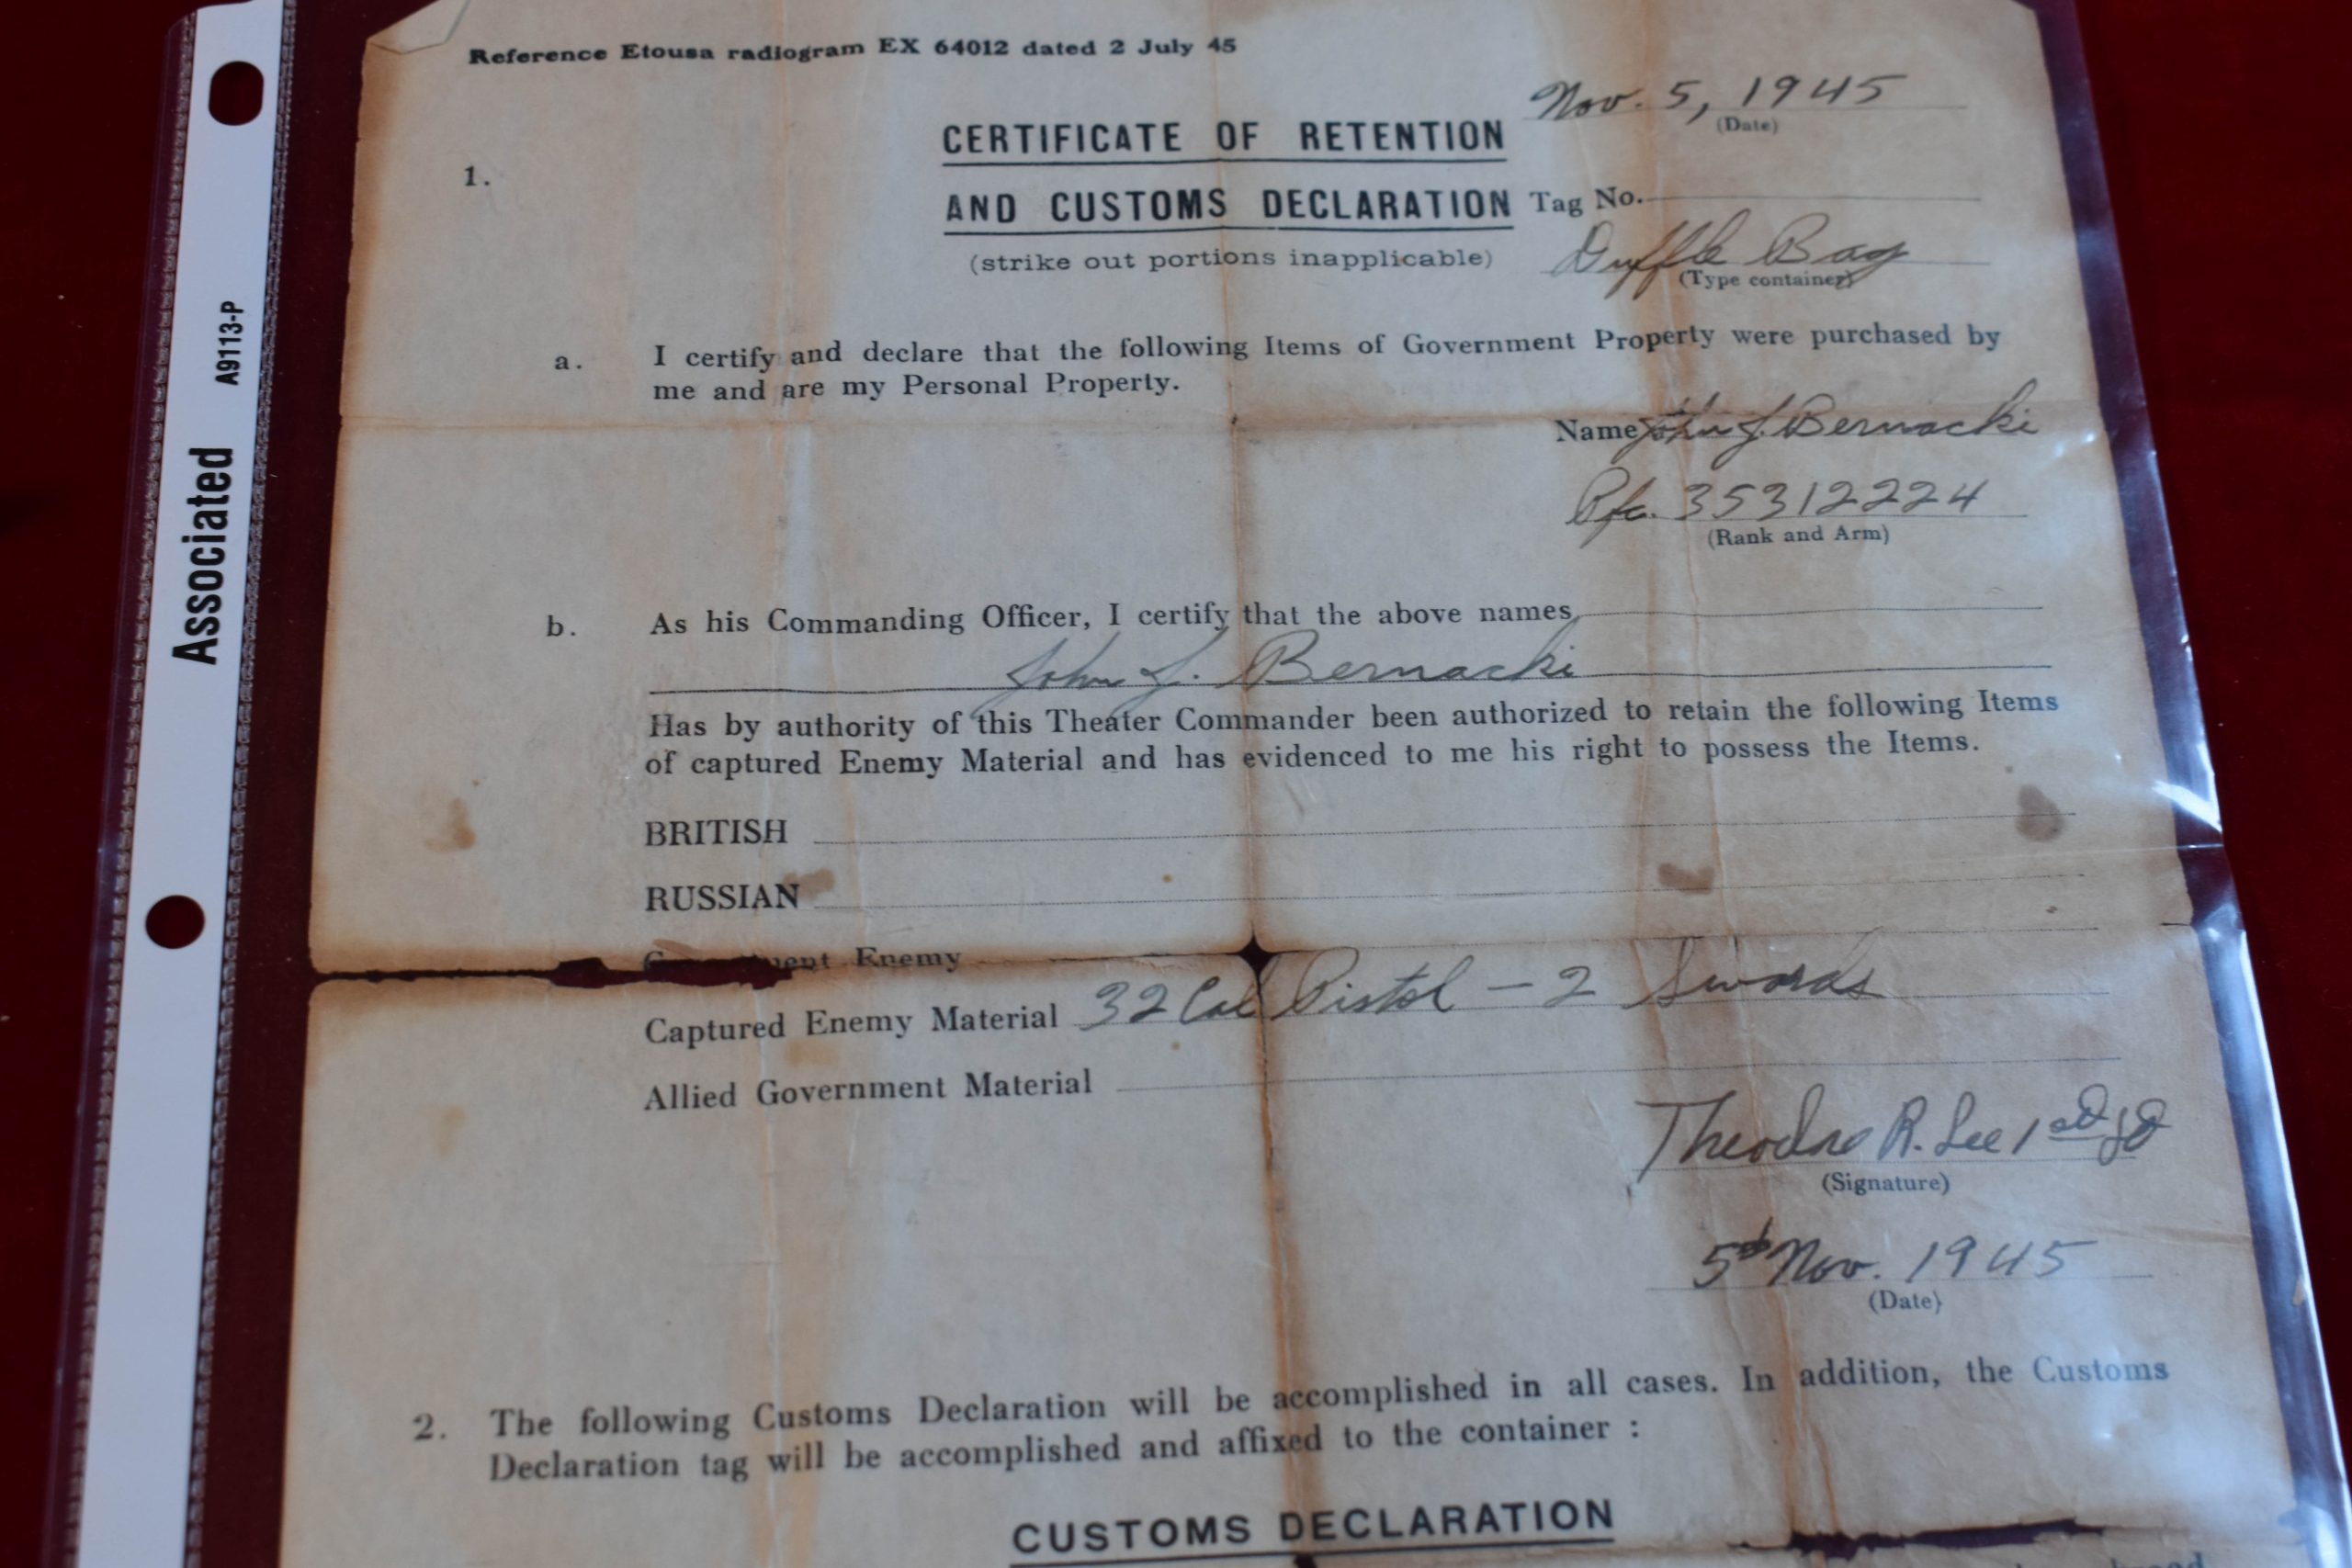 Associated A9113-P
Reference Etousa radiogram EX 64012 dated 2 July 45
Nov. 5, 1945
(Date)
1.
CERTIFICATE OF RETENTION
AND CUSTOMS DECLARATION
Tag No.
(strike out portions inapplicable)
Duffle Bag
(Type container)
a. I certify and declare that the following Items of Government Property were purchased by
me and are my Personal Property.
Name John J. Bernacki
Pfc. 35312224
(Rank and Arm)
b. As his Commanding Officer, I certify that the above names
John J. Bernacki
Has by authority of this Theater Commander been authorized to retain the following Items
of captured Enemy Material and has evidenced to me his right to possess the Items.
BRITISH
RUSSIAN
Enemy
Captured Enemy Material 32 Cal Pistol - 2 Swords
Allied Government Material
Theodre R. Lee 1
(Signature)
5 Nov. 1945
(Date)
2. The following Customs Declaration will be accomplished in all cases. In addition, the Customs
Declaration tag will be accomplished and affixed to the container :
CUSTOMS DECLARATION